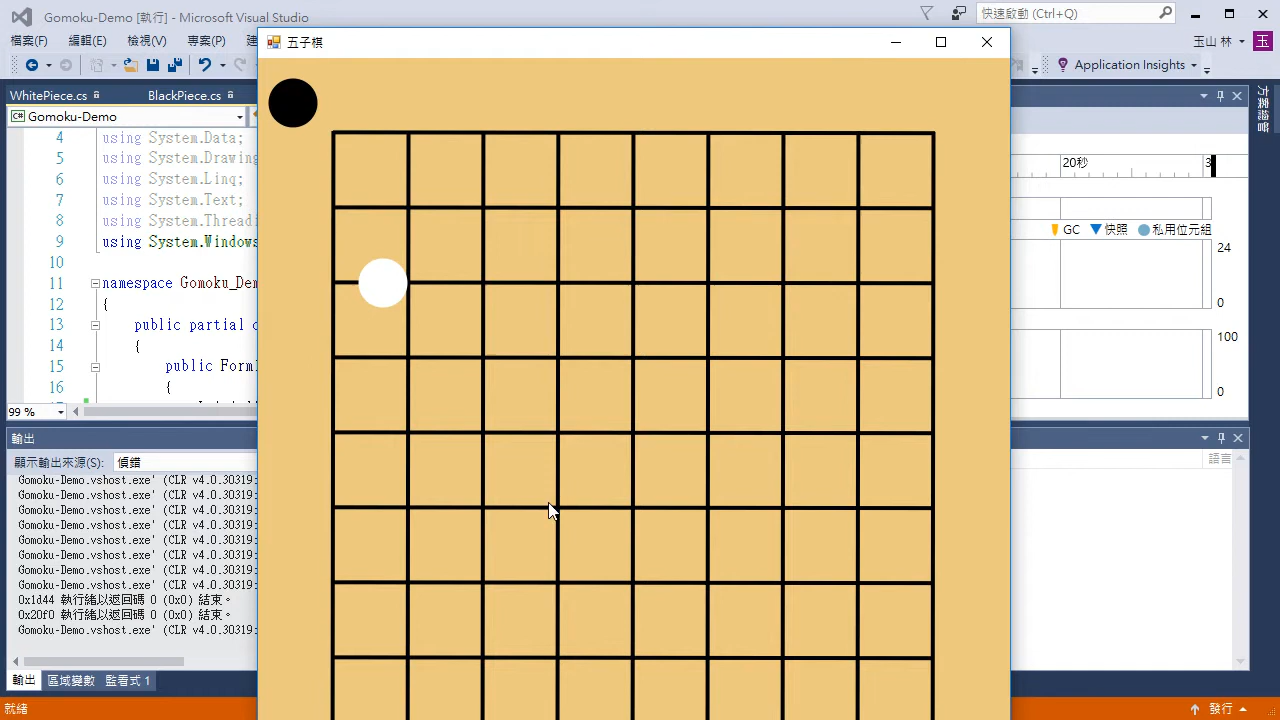 Gomoku-Demo [執行] - Microsoft Visual Studio
快速啟動 (Ctrl+Q)
檔案(F) 編輯(E) 檢視(V) 專案(P)
玉山 林
玉
五子棋
Application Insights
WhitePiece.cs
BlackPiece.cs
方案總管
C# Gomoku-Demo
4 using System.Data;
5 using System.Drawing
6 using System.Linq;
7 using System.Text;
8 using System.Threadi
9 using System.Windows
10
11 namespace Gomoku_De
12 {
13 public partial
14 {
15 public Form
16 {
99 %
20秒
GC 快照 私用位元組
24
0
100
0
輸出
顯示輸出來源(S): 偵錯
語言
Gomoku-Demo.vshost.exe' (CLR v4.0.30319:
Gomoku-Demo.vshost.exe' (CLR v4.0.30319:
Gomoku-Demo.vshost.exe' (CLR v4.0.30319:
Gomoku-Demo.vshost.exe' (CLR v4.0.30319:
Gomoku-Demo.vshost.exe' (CLR v4.0.30319:
Gomoku-Demo.vshost.exe' (CLR v4.0.30319:
Gomoku-Demo.vshost.exe' (CLR v4.0.30319:
Gomoku-Demo.vshost.exe' (CLR v4.0.30319:
0x1d44 執行緒以返回碼 0 (0x0) 結束。
0x20f0 執行緒以返回碼 0 (0x0) 結束。
Gomoku-Demo.vshost.exe' (CLR v4.0.30319:
輸出 區域變數 監看式 1
就緒
發行